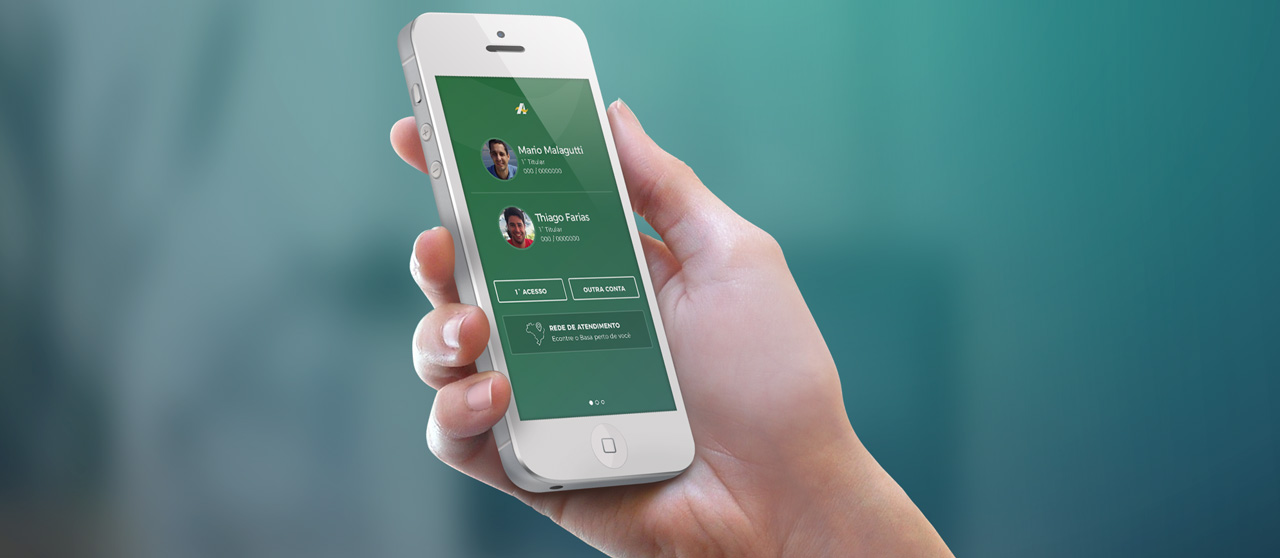 Mario Malagutti
1° Titular
000 / 0000000
Thiago Farias
1° Titular
000 / 0000000
1° ACESSO
OUTRA CONTA
REDE DE ATENDIMENTO
Econtre o Basa perto de você